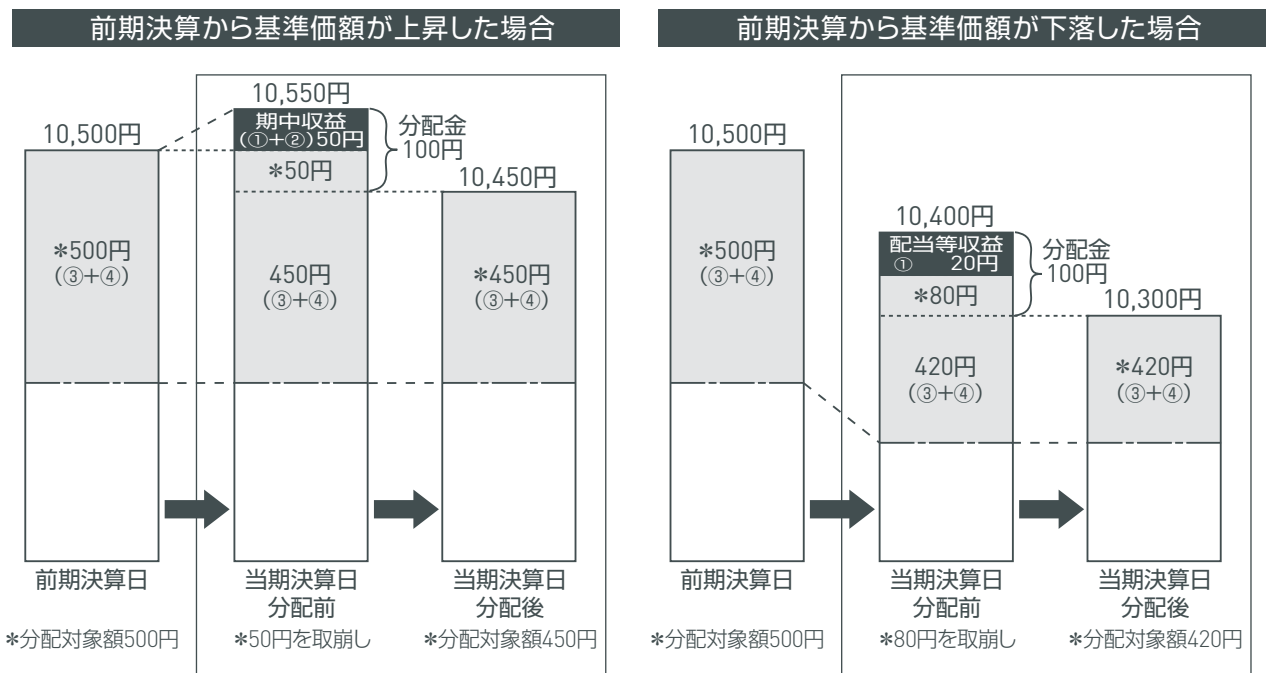 前期決算から基準価額が上昇した場合
10,500円
*500円
(③+④)
10,550円
期中収益
(①+②)50円
*50円
450円
(③+④)
分配金
100円
10,450円
*450円
(③+④)
前期決算日
当期決算日
分配前
当期決算日
分配後
*分配対象額500円
*50円を取崩し
*分配対象額450円
前期決算から基準価額が下落した場合
10,500円
*500円
(③+④)
10,400円
配当等収益
① 20円
*80円
420円
(③+④)
分配金
100円
10,300円
*420円
(③+④)
前期決算日
当期決算日
分配前
当期決算日
分配後
*分配対象額500円
*80円を取崩し
*分配対象額420円